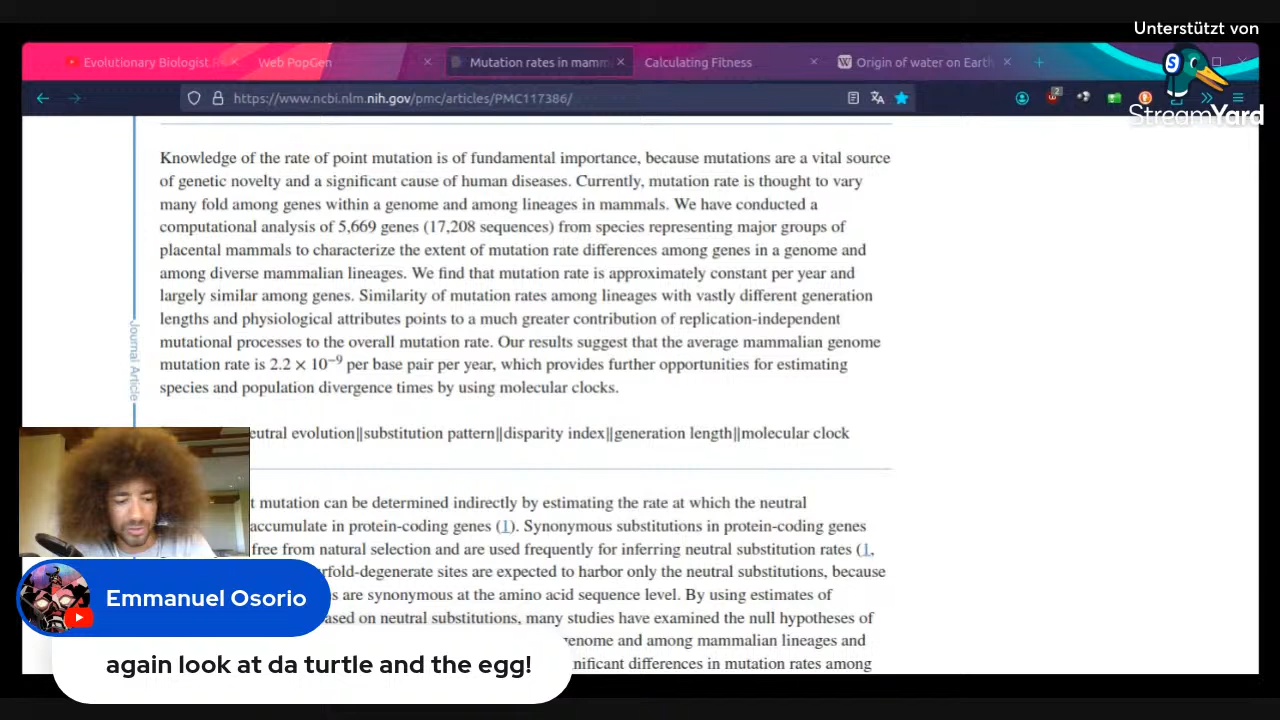 Unterstützt von
StreamYard
Evolutionary Biologist
Web PopGen
Mutation rates in mamm
Calculating Fitness
Origin of water on Earth
https://www.ncbi.nlm.nih.gov/pmc/articles/PMC117386/
2
Knowledge of the rate of point mutation is of fundamental importance, because mutations are a vital source
of genetic novelty and a significant cause of human diseases. Currently, mutation rate is thought to vary
many fold among genes within a genome and among lineages in mammals. We have conducted a
computational analysis of 5,669 genes (17,208 sequences) from species representing major groups of
placental mammals to characterize the extent of mutation rate differences among genes in a genome and
among diverse mammalian lineages. We find that mutation rate is approximately constant per year and
largely similar among genes. Similarity of mutation rates among lineages with vastly different generation
lengths and physiological attributes points to a much greater contribution of replication-independent
mutational processes to the overall mutation rate. Our results suggest that the average mammalian genome
mutation rate is 2.2 × 10⁻⁹ per base pair per year, which provides further opportunities for estimating
species and population divergence times by using molecular clocks.
Journal Article
eutral evolution||substitution pattern||disparity index||generation length||molecular clock
t mutation can be determined indirectly by estimating the rate at which the neutral
accumulate in protein-coding genes (1). Synonymous substitutions in protein-coding genes
free from natural selection and are used frequently for inferring neutral substitution rates (1,
rfold-degenerate sites are expected to harbor only the neutral substitutions, because
s are synonymous at the amino acid sequence level. By using estimates of
ased on neutral substitutions, many studies have examined the null hypotheses of
genome and among mammalian lineages and
nificant differences in mutation rates among
Emmanuel Osorio
again look at da turtle and the egg!